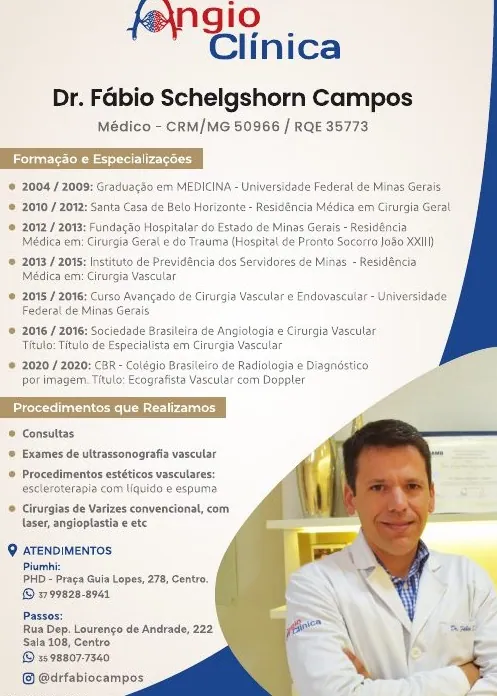 Angio
Clínica
Dr. Fábio Schelgshorn Campos
Médico - CRM/MG 50966 / RQE 35773
Formação e Especializações
2004 / 2009: Graduação em MEDICINA - Universidade Federal de Minas Gerais
2010 / 2012: Santa Casa de Belo Horizonte - Residência Médica em Cirurgia Geral
2012 / 2013: Fundação Hospitalar do Estado de Minas Gerais - Residência
Médica em: Cirurgia Geral e do Trauma (Hospital de Pronto Socorro João XXIII)
2013 / 2015: Instituto de Previdência dos Servidores de Minas - Residência
Médica em: Cirurgia Vascular
2015 / 2016: Curso Avançado de Cirurgia Vascular e Endovascular - Universidade
Federal de Minas Gerais
2016 / 2016: Sociedade Brasileira de Angiologia e Cirurgia Vascular
Título: Título de Especialista em Cirurgia Vascular
2020 / 2020: CBR - Colégio Brasileiro de Radiologia e Diagnóstico
por imagem. Título: Ecografista Vascular com Doppler
Procedimentos que Realizamos
Consultas
Exames de ultrassonografia vascular
Procedimentos estéticos vasculares:
escleroterapia com líquido e espuma
Cirurgias de Varizes convencional, com
laser, angioplastia e etc
ATENDIMENTOS
Piumhi:
PHD - Praça Guia Lopes, 278, Centro.
37 99828-8941
Passos:
Rua Dep. Lourenço de Andrade, 222
Sala 108, Centro
35 98807-7340
@drfabiocampos
Angio
Clínica
Dr. Fábio